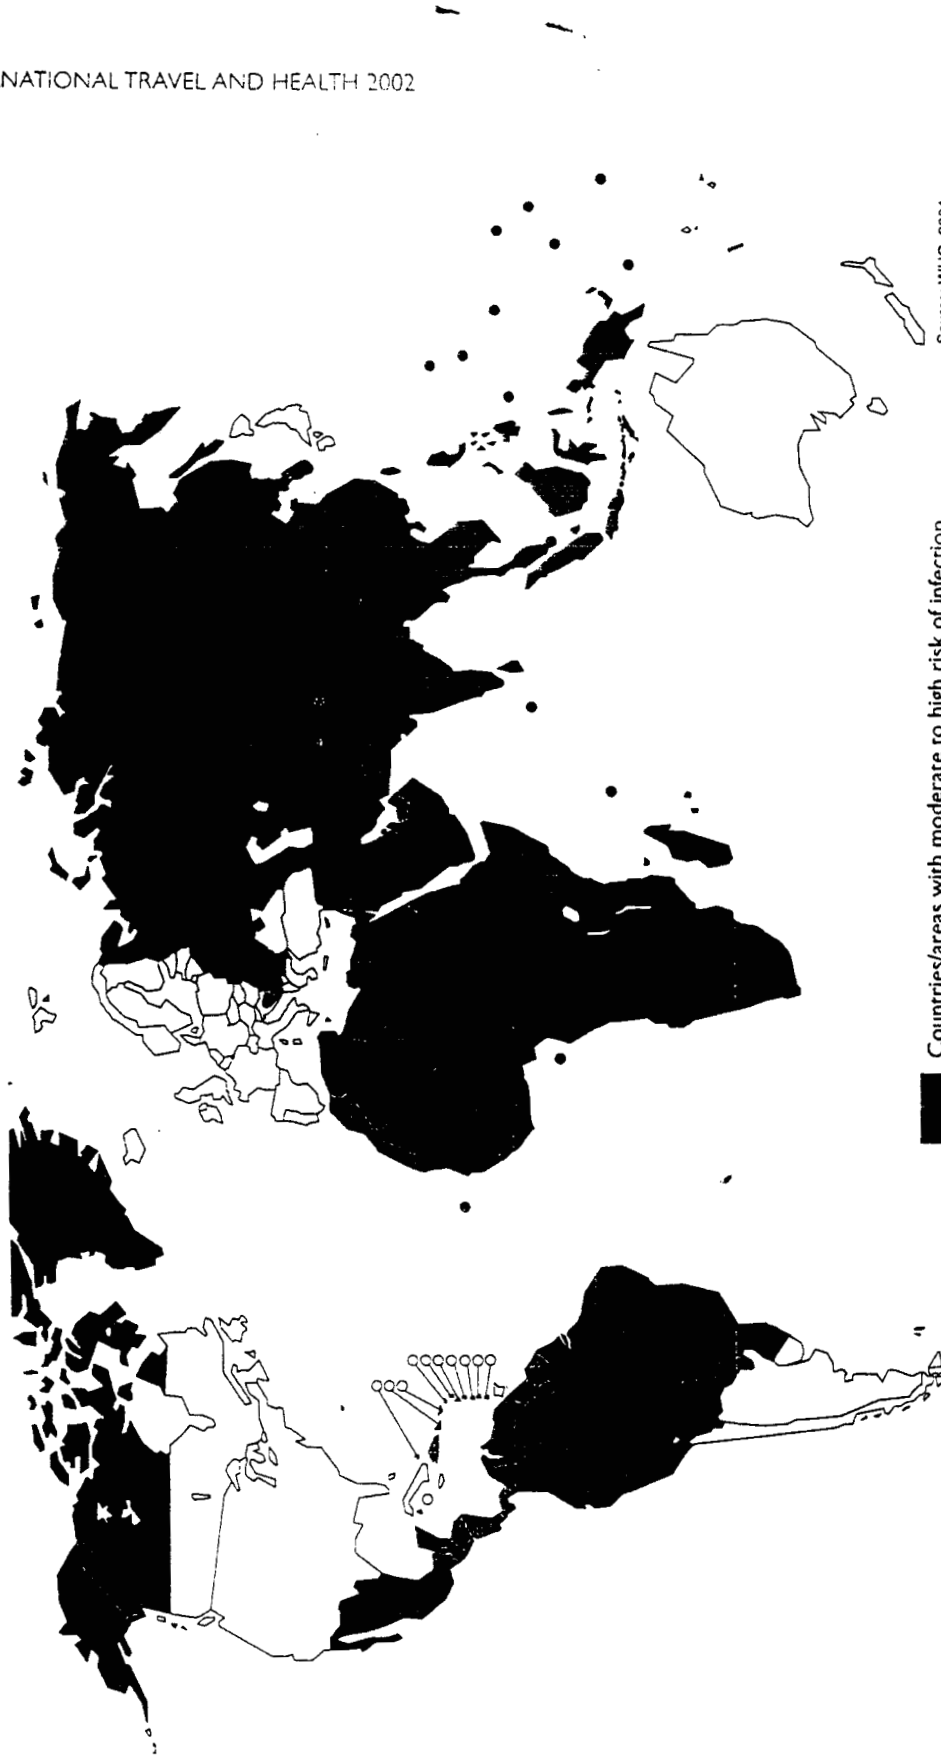 NATIONAL TRAVEL AND HEALTH 2002
Countries/areas with moderate to high risk of infection